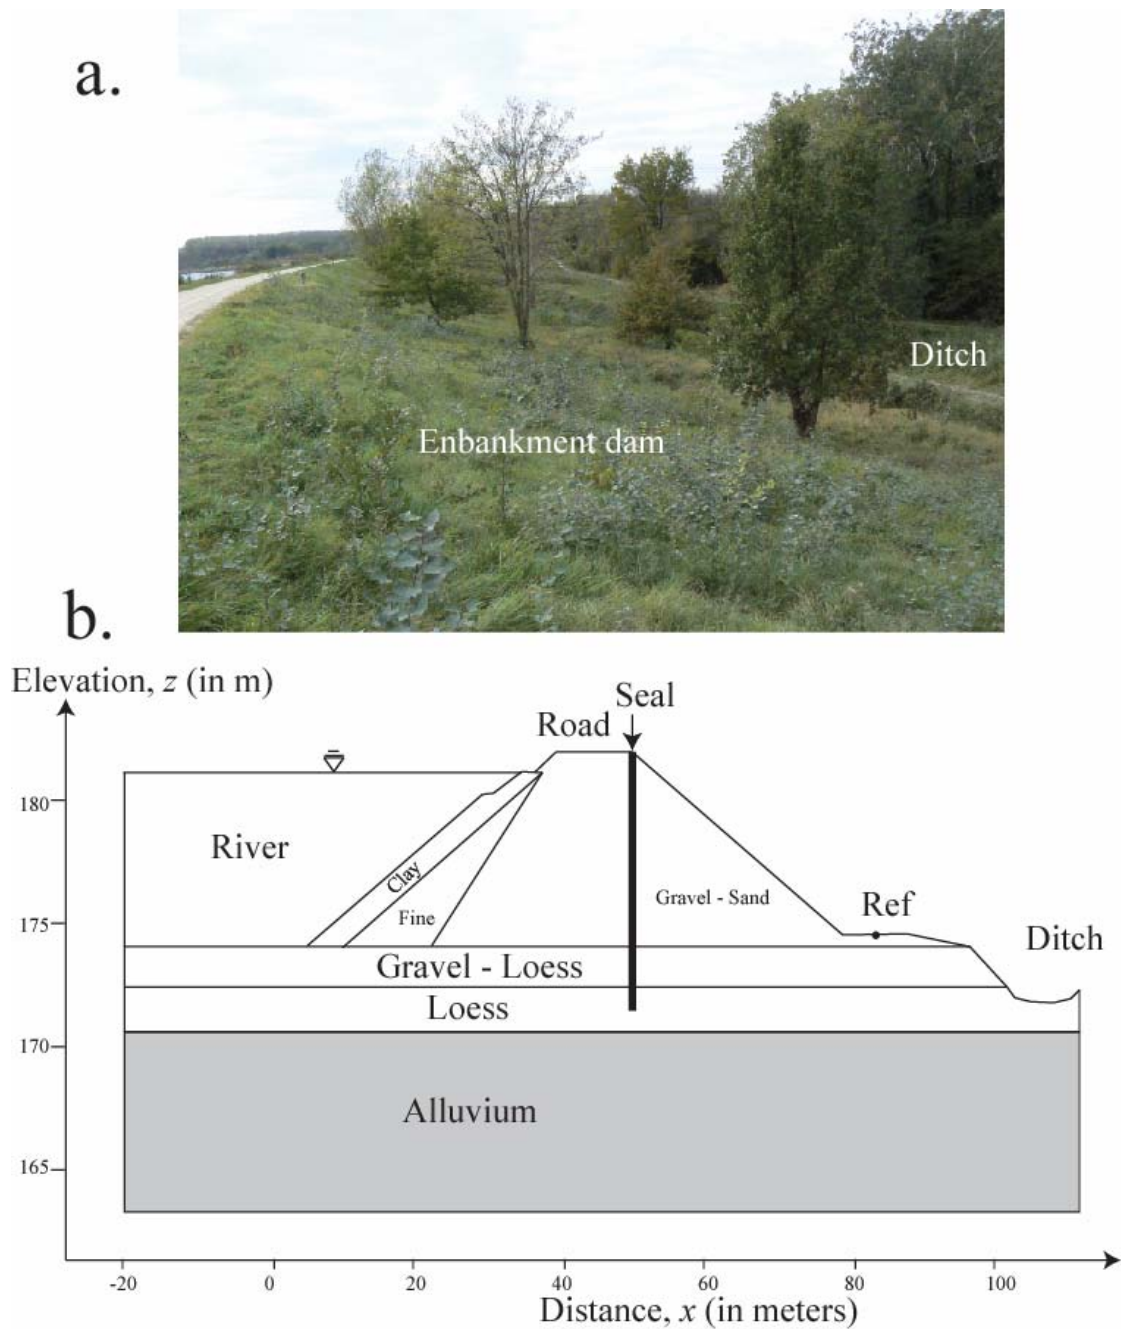 a.
Ditch
Enbankment dam
b.
Elevation, z (in m)
Seal
Road
180
River
Clay
Fine
Gravel - Sand
Ref
175
Ditch
Gravel - Loess
Loess
170
Alluvium
165
-20 0 20 40 60 80 100
Distance, x (in meters)